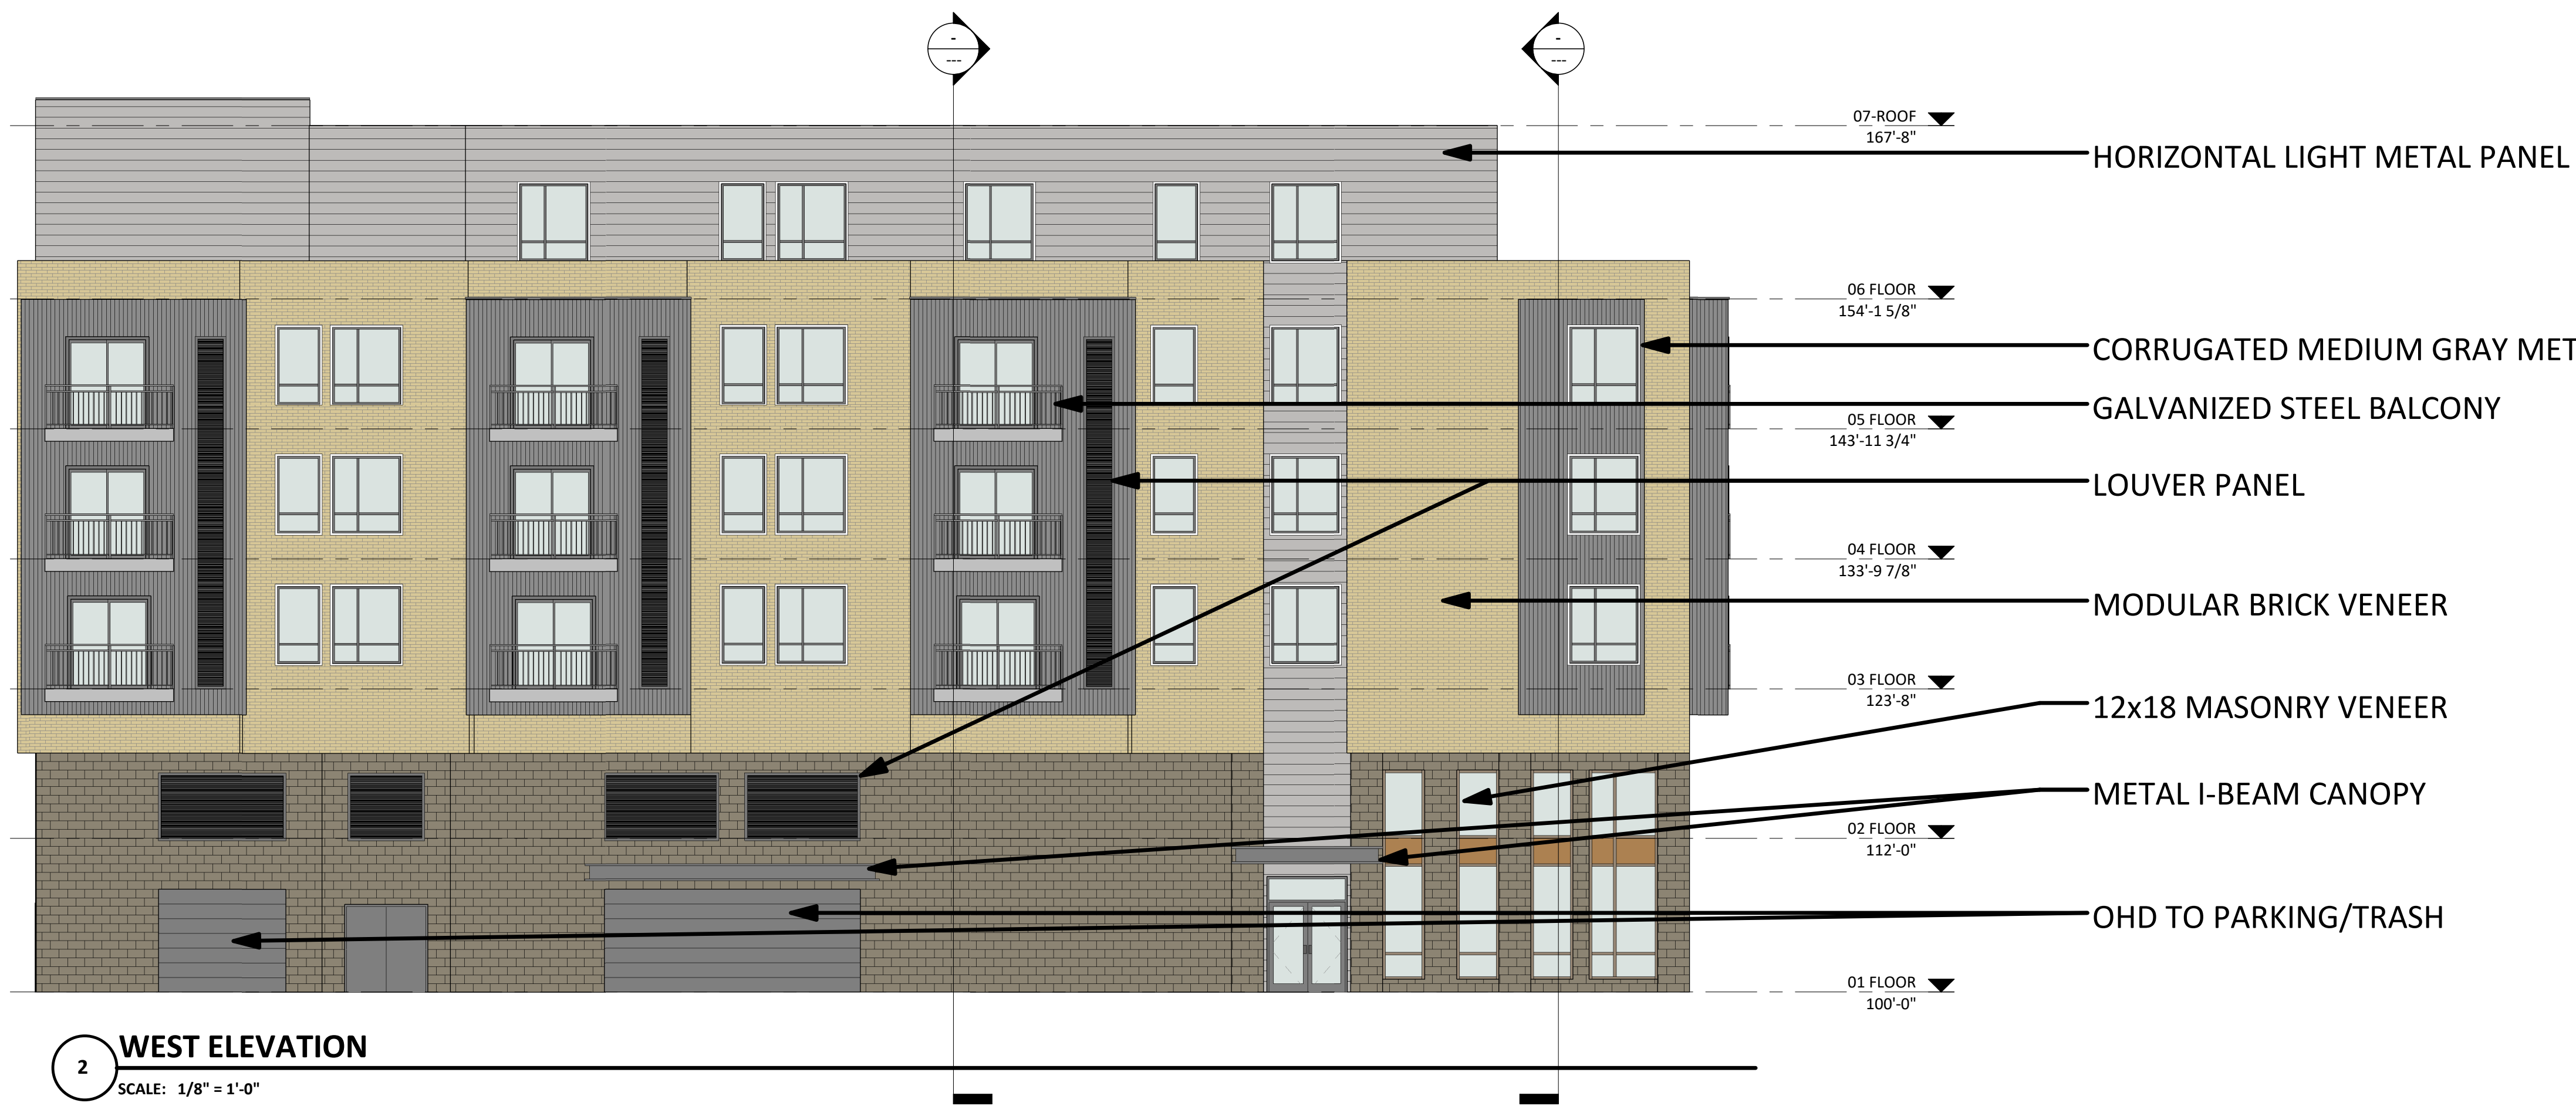 -
---
-
---
07-ROOF
167'-8"
HORIZONTAL LIGHT METAL PANEL
06 FLOOR
154'-1 5/8"
CORRUGATED MEDIUM GRAY MET
GALVANIZED STEEL BALCONY
05 FLOOR
143'-11 3/4"
LOUVER PANEL
04 FLOOR
133'-9 7/8"
MODULAR BRICK VENEER
03 FLOOR
123'-8"
12x18 MASONRY VENEER
METAL I-BEAM CANOPY
02 FLOOR
112'-0"
OHD TO PARKING/TRASH
01 FLOOR
100'-0"
2
WEST ELEVATION
SCALE: 1/8" = 1'-0"